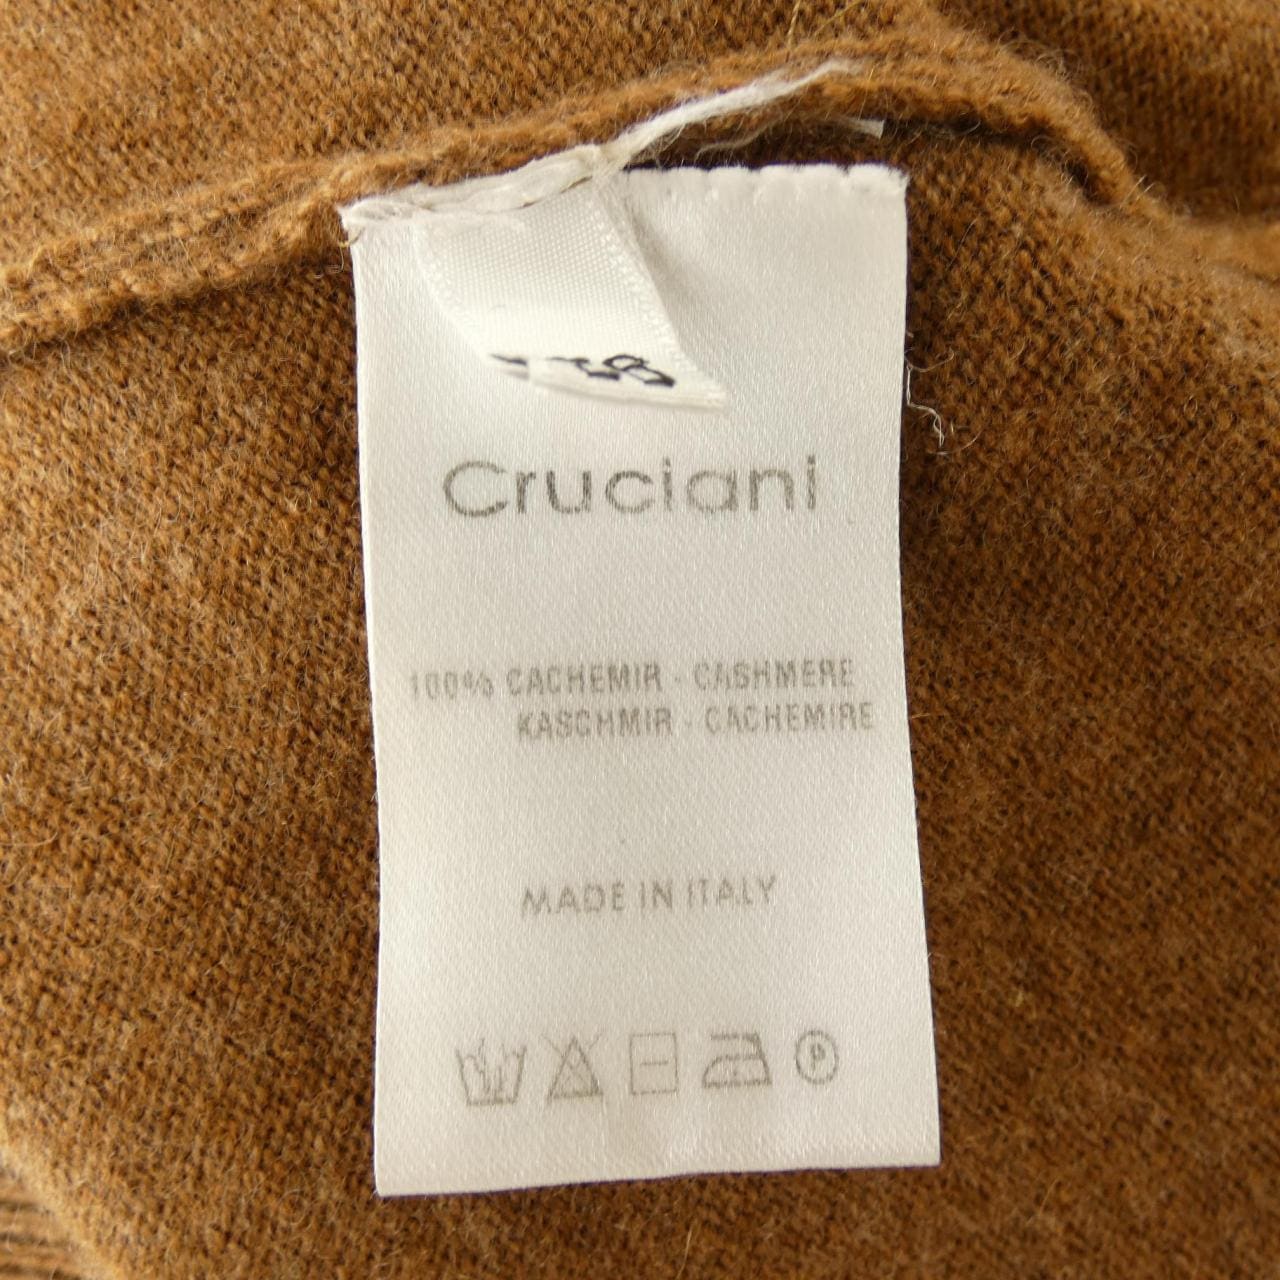 Cruciani
100% CACHEMIR - CASHMERE
KASCHMIR - CACHEMIRE
MADE IN ITALY
P